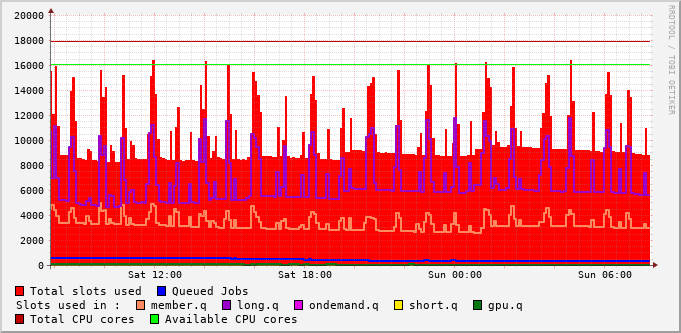 20000
18000
16000
14000
12000
10000
8000
6000
4000
2000
0
Sat 12:00 Sat 18:00 Sun 00:00 Sun 06:00
RRDTOOL / TOBI OETIKER
Total slots used Queued Jobs
Slots used in : member.q long.q ondemand.q short.q gpu.q
Total CPU cores Available CPU cores